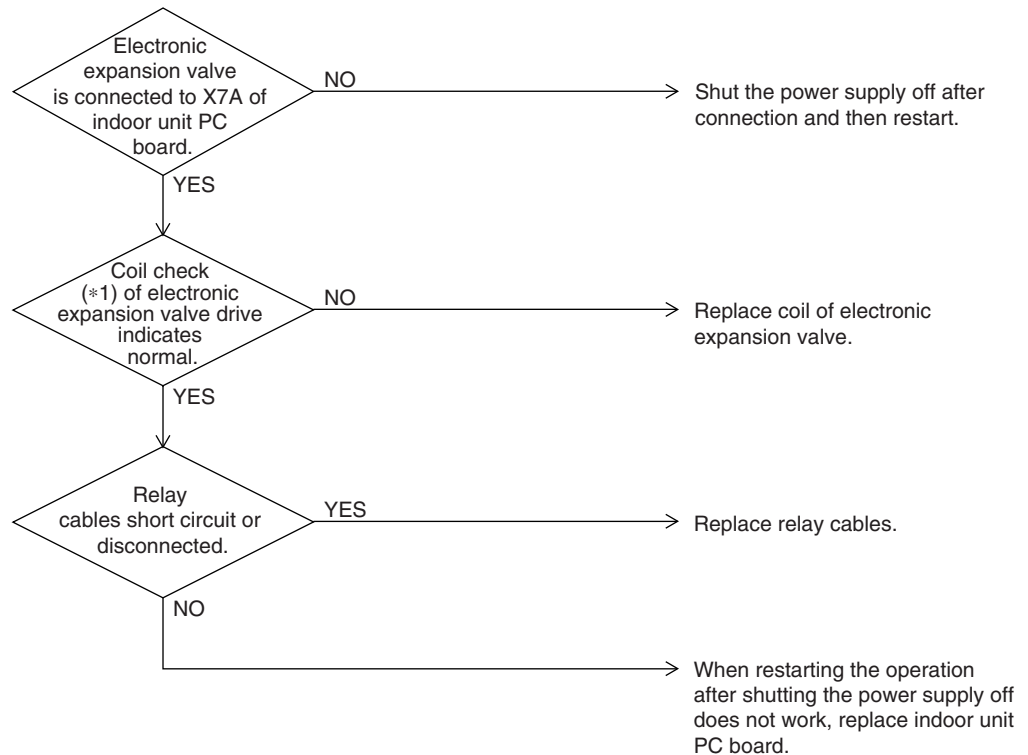 Electronic
expansion valve
is connected to X7A of
indoor unit PC
board.
NO
Shut the power supply off after
connection and then restart.
YES
Coil check
(*1) of electronic
expansion valve drive
indicates
normal.
NO
Replace coil of electronic
expansion valve.
YES
Relay
cables short circuit or
disconnected.
YES
Replace relay cables.
NO
When restarting the operation
after shutting the power supply off
does not work, replace indoor unit
PC board.